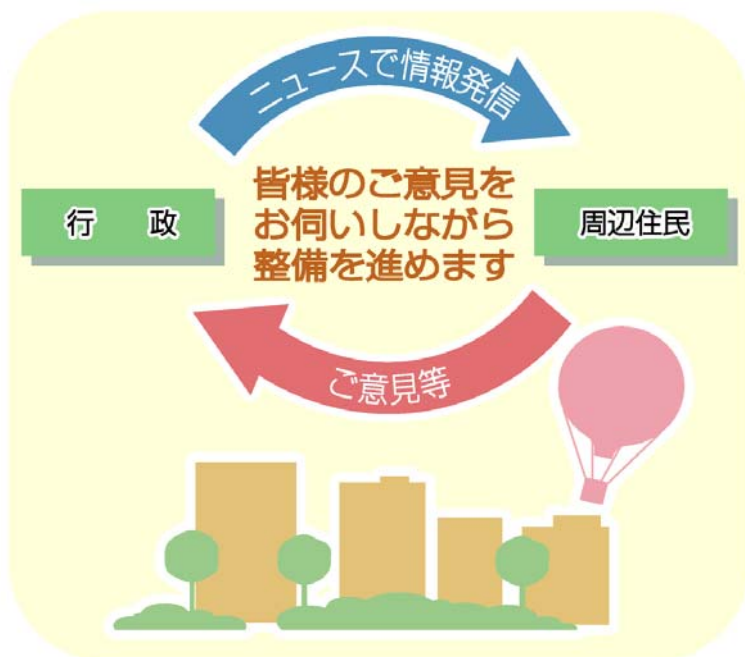 ニュースで情報発信
行　政
皆様のご意見を
お伺いしながら
整備を進めます
周辺住民
ご意見等